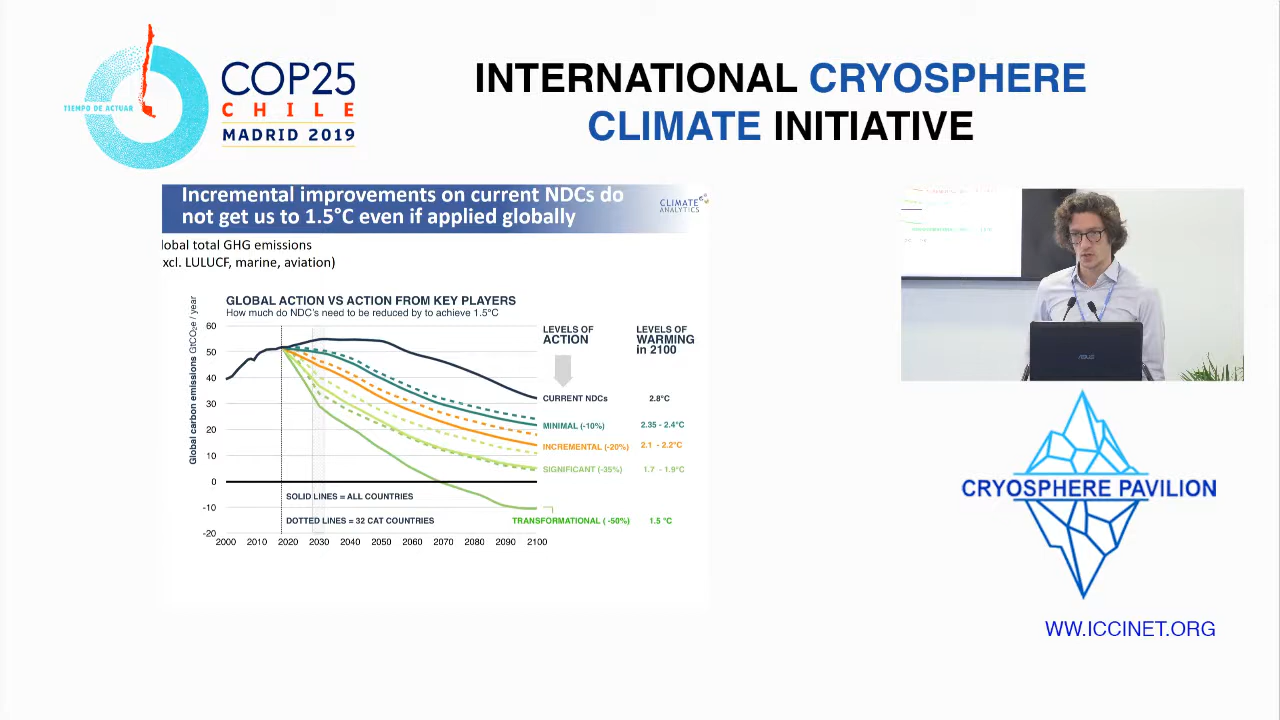 TIEMPO DE ACTUAR
COP25
CHILE
MADRID 2019
INTERNATIONAL CRYOSPHERE
CLIMATE INITIATIVE
Incremental improvements on current NDCs do
not get us to 1.5°C even if applied globally
CLIMATE
ANALYTICS
lobal total GHG emissions
xcl. LULUCF, marine, aviation)
GLOBAL ACTION VS ACTION FROM KEY PLAYERS
How much do NDC's need to be reduced by to achieve 1.5°C
Global carbon emissions GtCO₂e / year
60
50
40
30
20
10
0
-10
-20
2000 2010 2020 2030 2040 2050 2060 2070 2080 2090 2100
LEVELS OF
ACTION
LEVELS OF
WARMING
in 2100
CURRENT NDCs 2.8°C
MINIMAL (-10%) 2.35 - 2.4°C
INCREMENTAL (-20%) 2.1 - 2.2°C
SIGNIFICANT (-35%) 1.7 - 1.9°C
TRANSFORMATIONAL ( -50%) 1.5 °C
SOLID LINES = ALL COUNTRIES
DOTTED LINES = 32 CAT COUNTRIES
ASUS
CRYOSPHERE PAVILION
WW.ICCINET.ORG